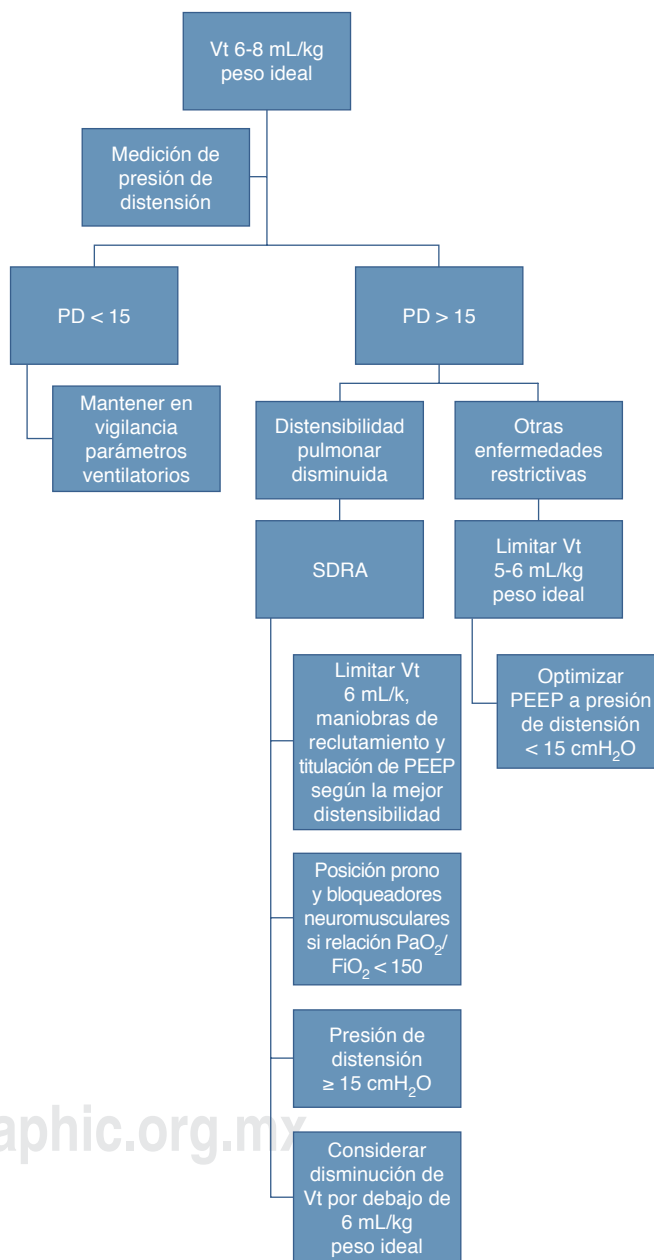 Vt 6-8 mL/kg
peso ideal
Medición de
presión de
distensión
PD < 15
PD > 15
Mantener en
vigilancia
parámetros
ventilatorios
Distensibilidad
pulmonar
disminuida
Otras
enfermedades
restrictivas
SDRA
Limitar Vt
5-6 mL/kg
peso ideal
Limitar Vt
6 mL/k,
maniobras de
reclutamiento y
titulación de PEEP
según la mejor
distensibilidad
Optimizar
PEEP a presión
de distensión
< 15 cmH₂O
Posición prono
y bloqueadores
neuromusculares
si relación PaO₂/
FiO₂ < 150
Presión de
distensión
≥ 15 cmH₂O
Considerar
disminución de
Vt por debajo de
6 mL/kg
peso ideal
aphic.org.mx